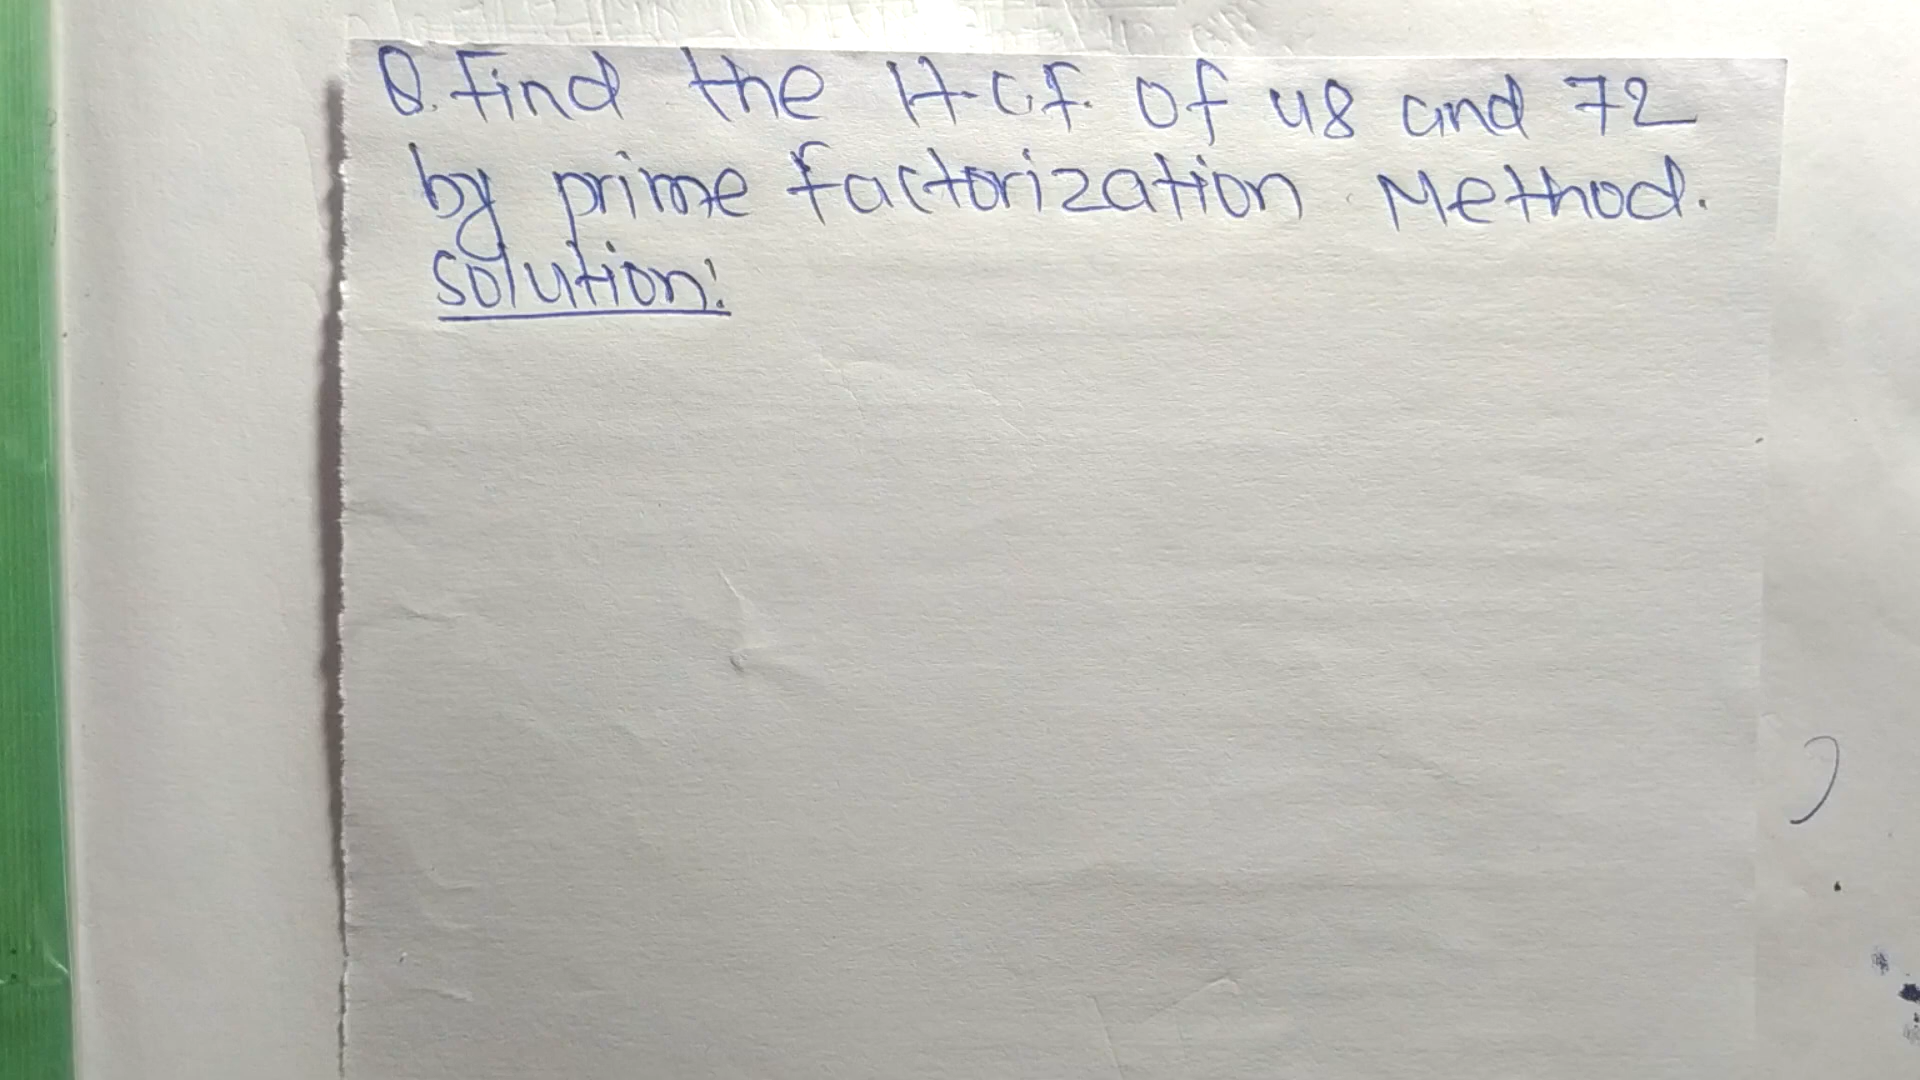 Q. Find the H.C.F. of 48 and 72
by prime factorization Method.
Solution: